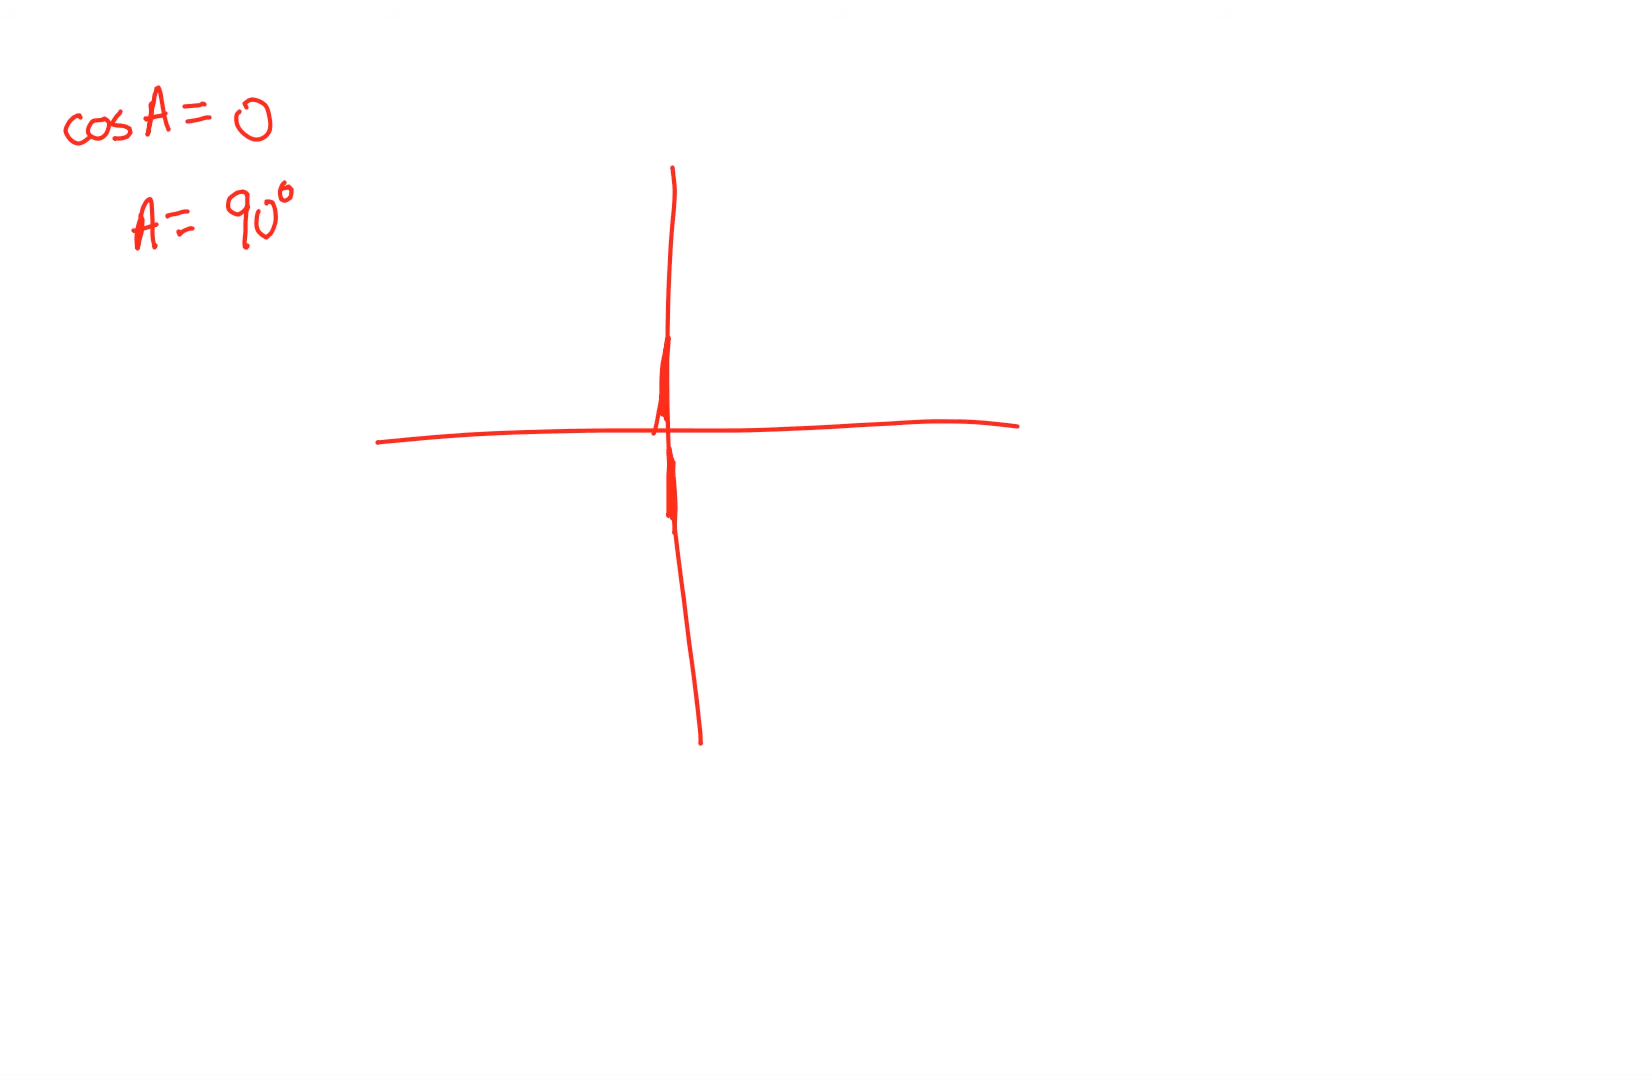 cos A = 0
A = 90°